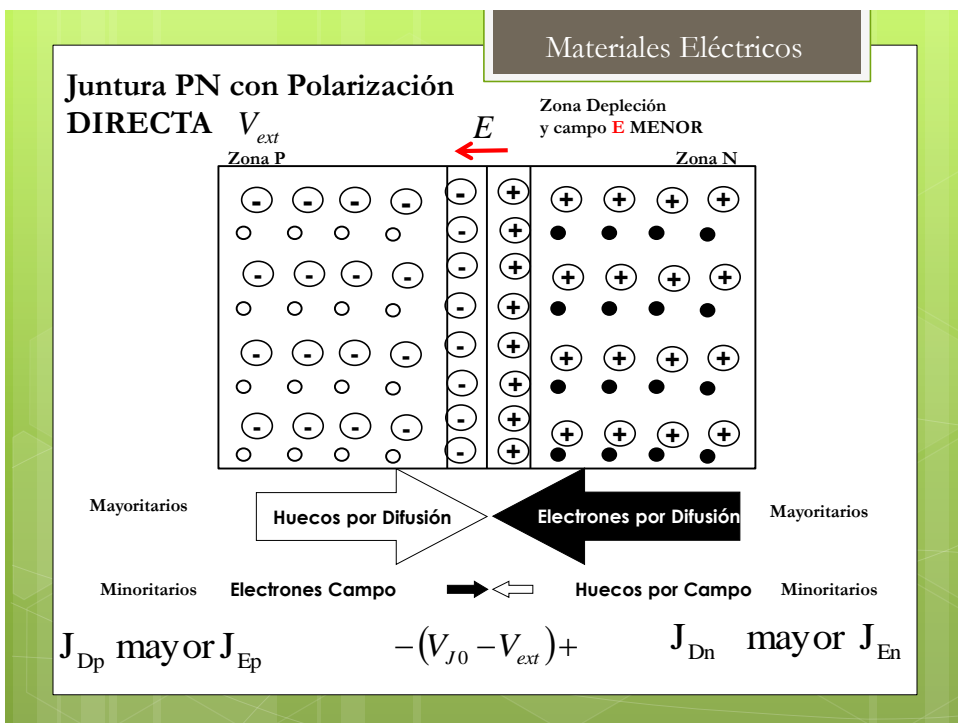 Materiales Eléctricos
Juntura PN con Polarización
DIRECTA V_ext
E
Zona Depleción
y campo E MENOR
Zona P
Zona N
- - - - - + + + + +
- +
- +
- - - - - + + + + +
- +
- - - - - + + + + +
- +
- - - - - + + + + +
- +
Mayoritarios
Huecos por Difusión
Electrones por Difusión
Mayoritarios
Minoritarios
Electrones Campo
Huecos por Campo
Minoritarios
J_Dp mayor J_Ep
−(V_J0 − V_ext)+
J_Dn mayor J_En